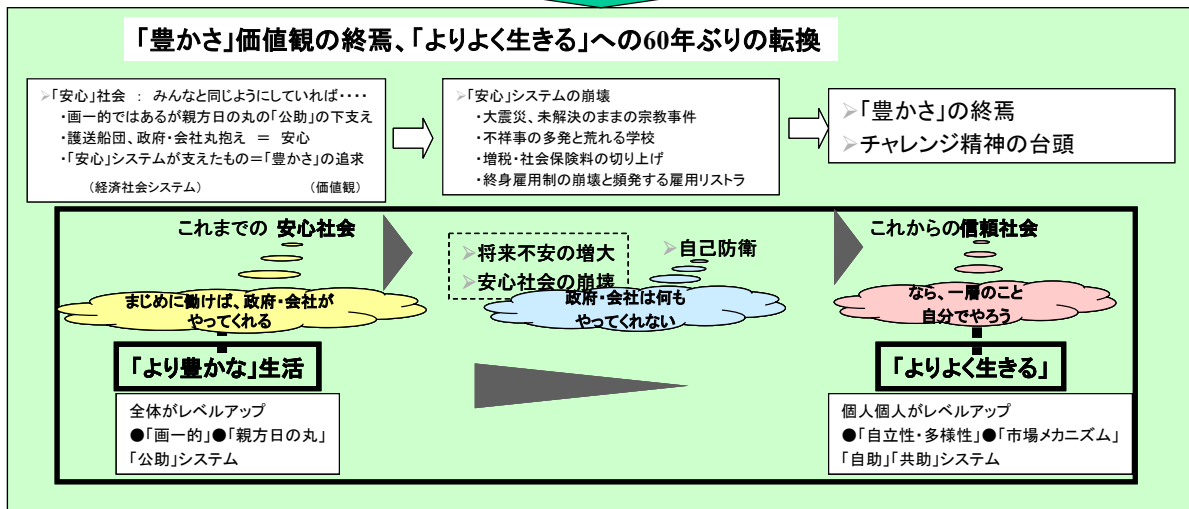 「豊かさ」価値観の終焉、「よりよく生きる」への60年ぶりの転換
➢「安心」社会 ： みんなと同じようにしていれば････
・画一的ではあるが親方日の丸の「公助」の下支え
・護送船団、政府・会社丸抱え ＝ 安心
・「安心」システムが支えたもの＝「豊かさ」の追求
（経済社会システム） （価値観）
➢「安心」システムの崩壊
・大震災、未解決のままの宗教事件
・不祥事の多発と荒れる学校
・増税・社会保険料の切り上げ
・終身雇用制の崩壊と頻発する雇用リストラ
➢「豊かさ」の終焉
➢チャレンジ精神の台頭
これまでの 安心社会
まじめに働けば、政府・会社が
やってくれる
「より豊かな」生活
全体がレベルアップ
●「画一的」●「親方日の丸」
「公助」システム
➢将来不安の増大
➢安心社会の崩壊
➢自己防衛
政府・会社は何も
やってくれない
これからの信頼社会
なら、一層のこと
自分でやろう
「よりよく生きる」
個人個人がレベルアップ
●「自立性・多様性」●「市場メカニズム」
「自助」「共助」システム